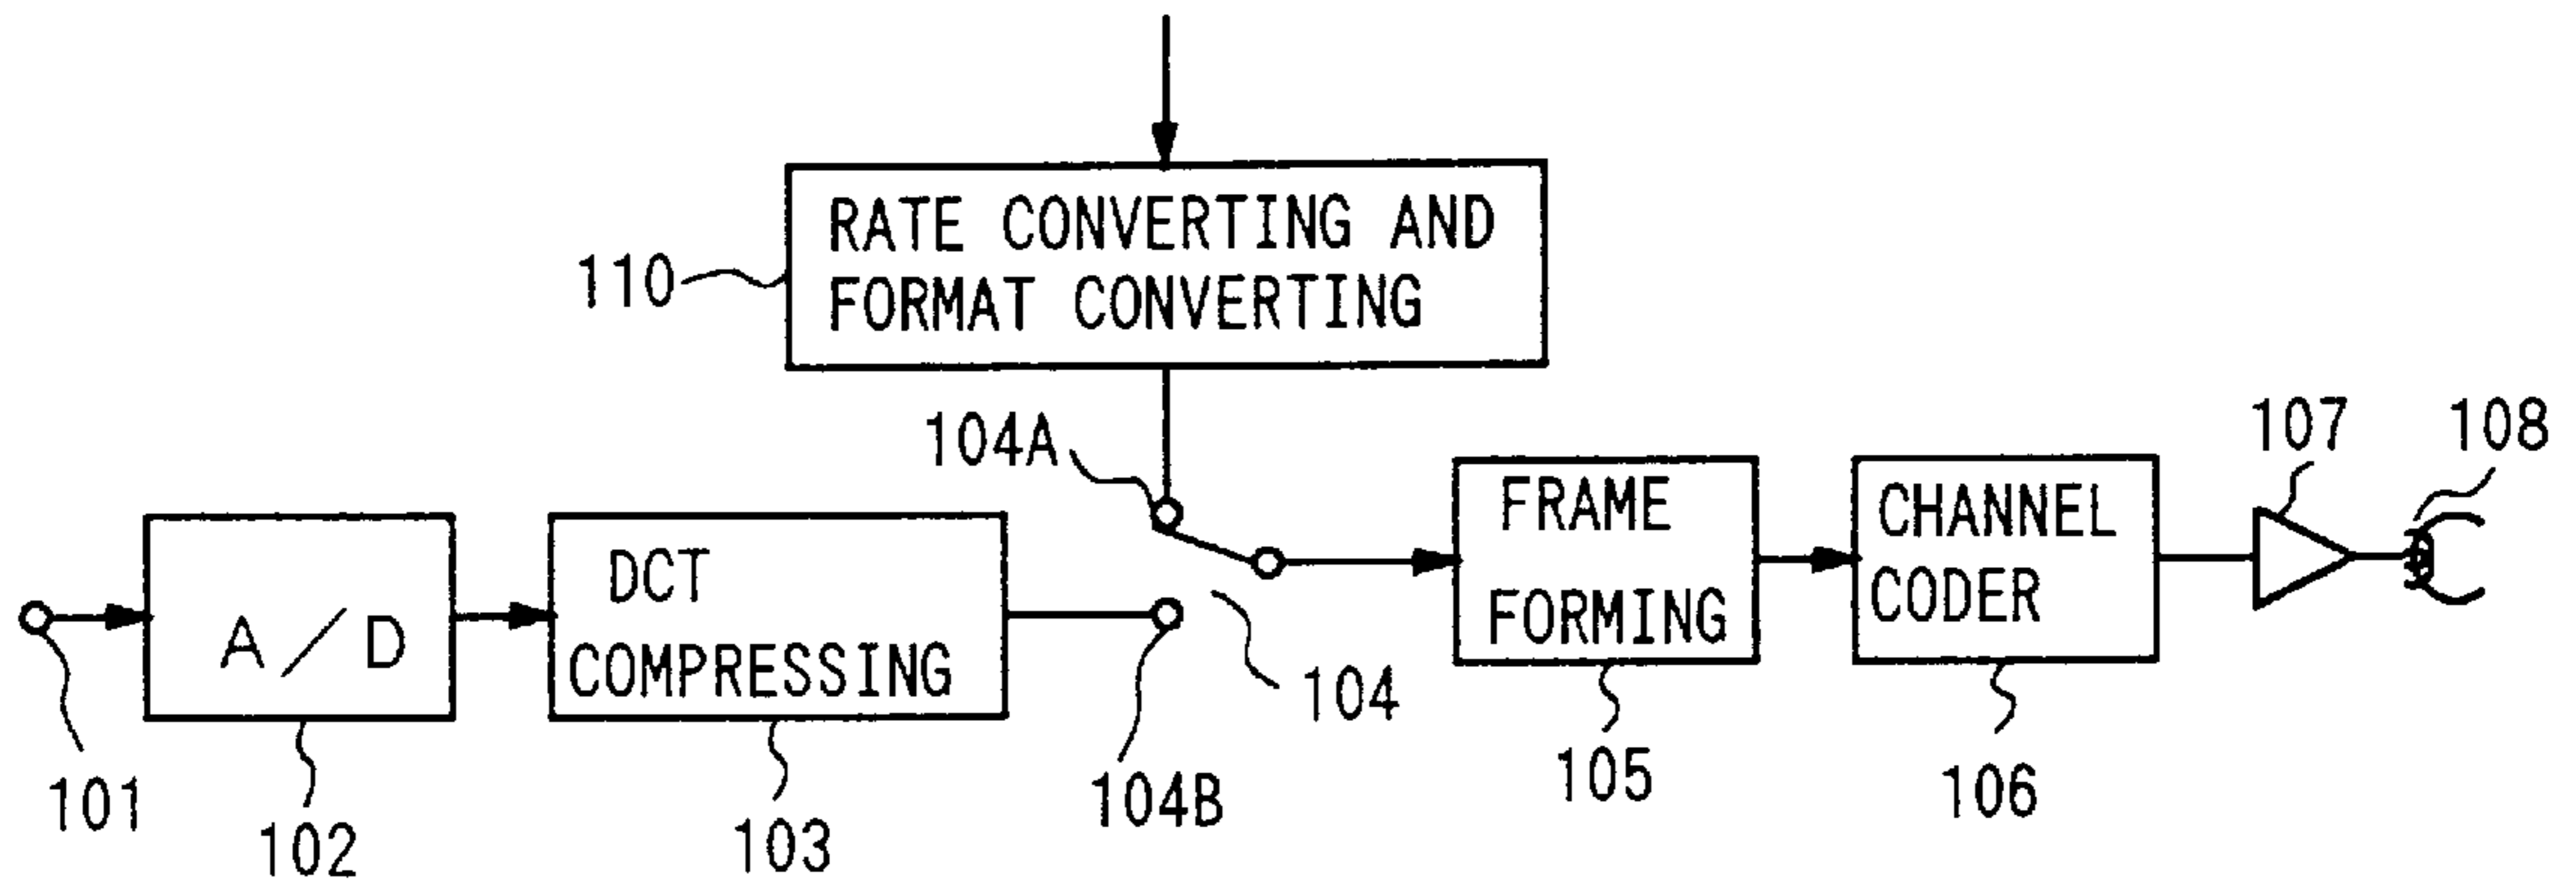 RATE CONVERTING AND
FORMAT CONVERTING
110
104A
107
108
FRAME
FORMING
CHANNEL
CODER
A/D
DCT
COMPRESSING
104
101
102
103
104B
105
106